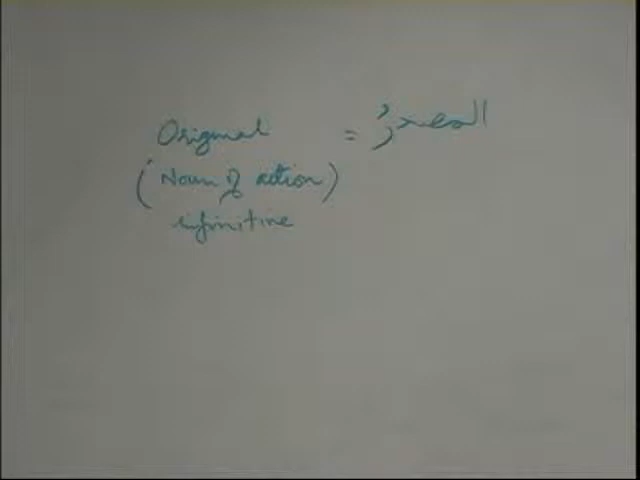 Original = المصدرُ
(Noun of action)
infinitive